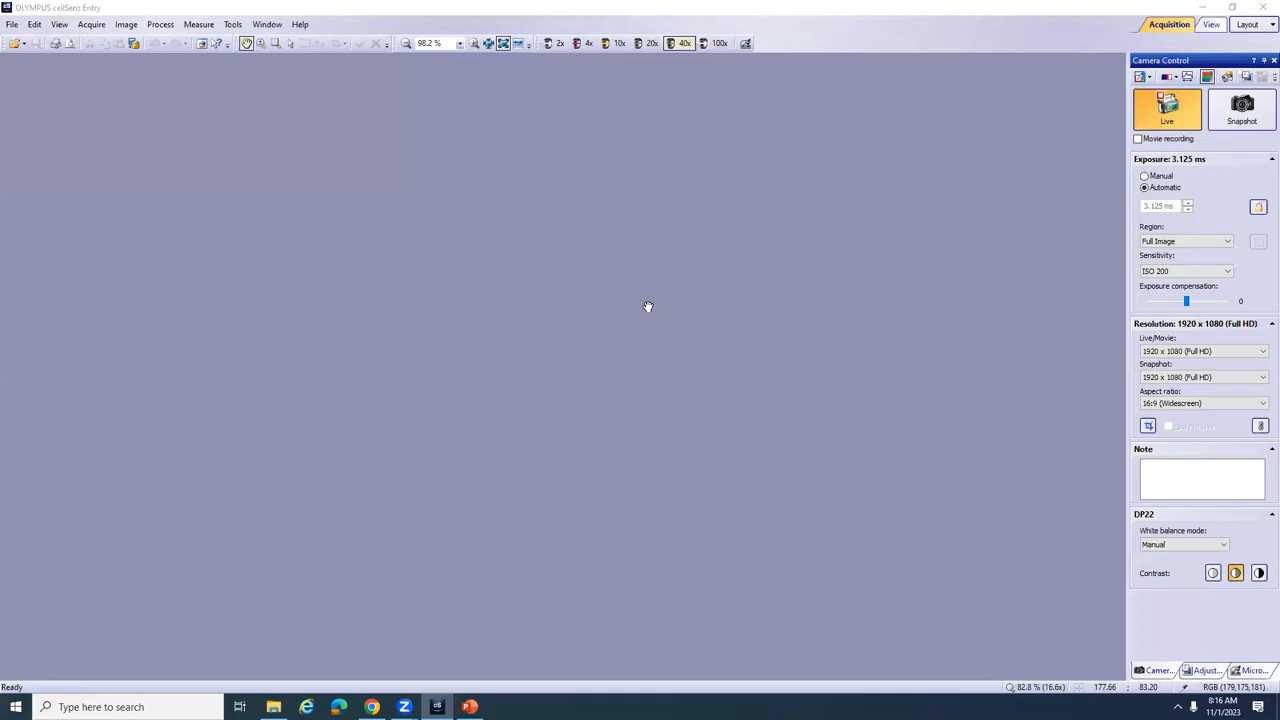 OLYMPUS cellSens Entry
File Edit View Acquire Image Process Measure Tools Window Help
Acquisition View Layout
98.2 % 2x 4x 10x 20x 40x 100x
Camera Control
Live Snapshot
Movie recording
Exposure: 3.125 ms
Manual
Automatic
3.125 ms
Region:
Full Image
Sensitivity:
ISO 200
Exposure compensation:
0
Resolution: 1920 x 1080 (Full HD)
Live/Movie:
1920 x 1080 (Full HD)
Snapshot:
1920 x 1080 (Full HD)
Aspect ratio:
16:9 (Widescreen)
Apply to Live
Note
DP22
White balance mode:
Manual
Contrast:
Camer... Adjust... Micro...
Ready 82.8 % (16.6x) 177.66 : 83.20 RGB (179,175,181)
Type here to search
8:16 AM
11/1/2023